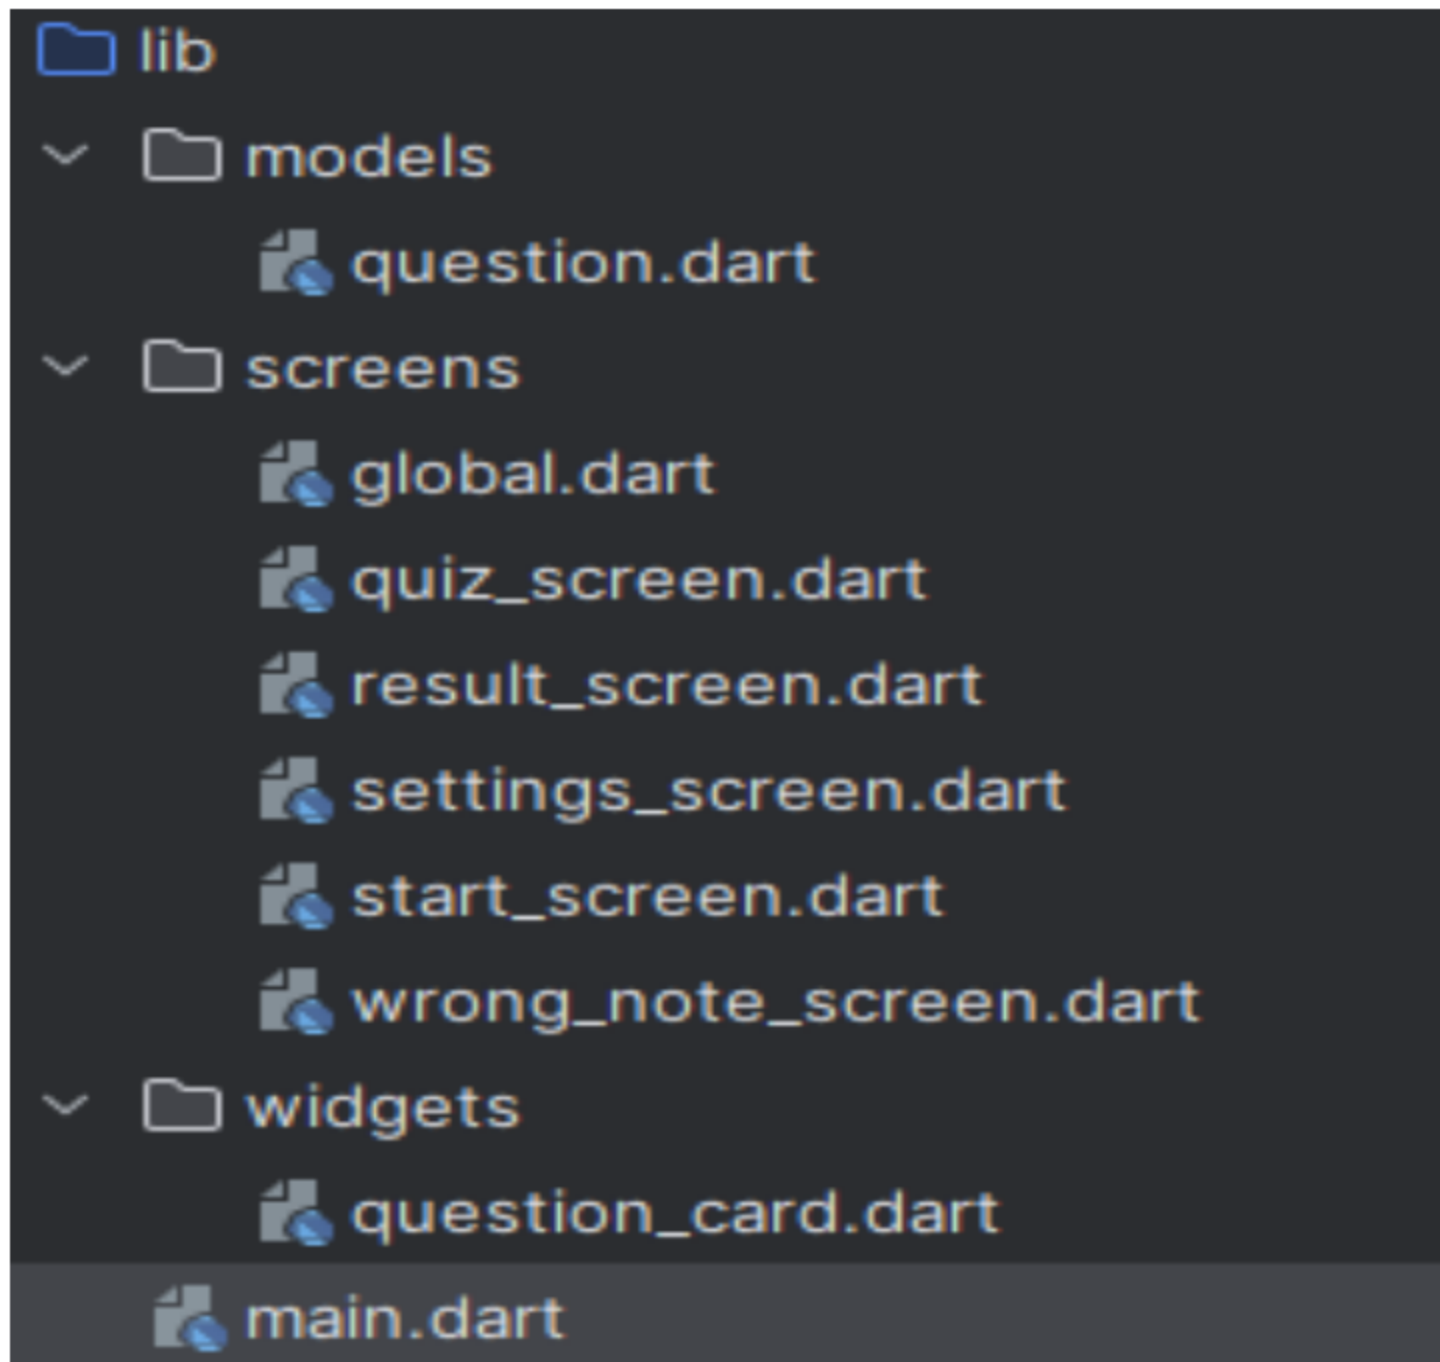 lib
models
question.dart
screens
global.dart
quiz_screen.dart
result_screen.dart
settings_screen.dart
start_screen.dart
wrong_note_screen.dart
widgets
question_card.dart
main.dart